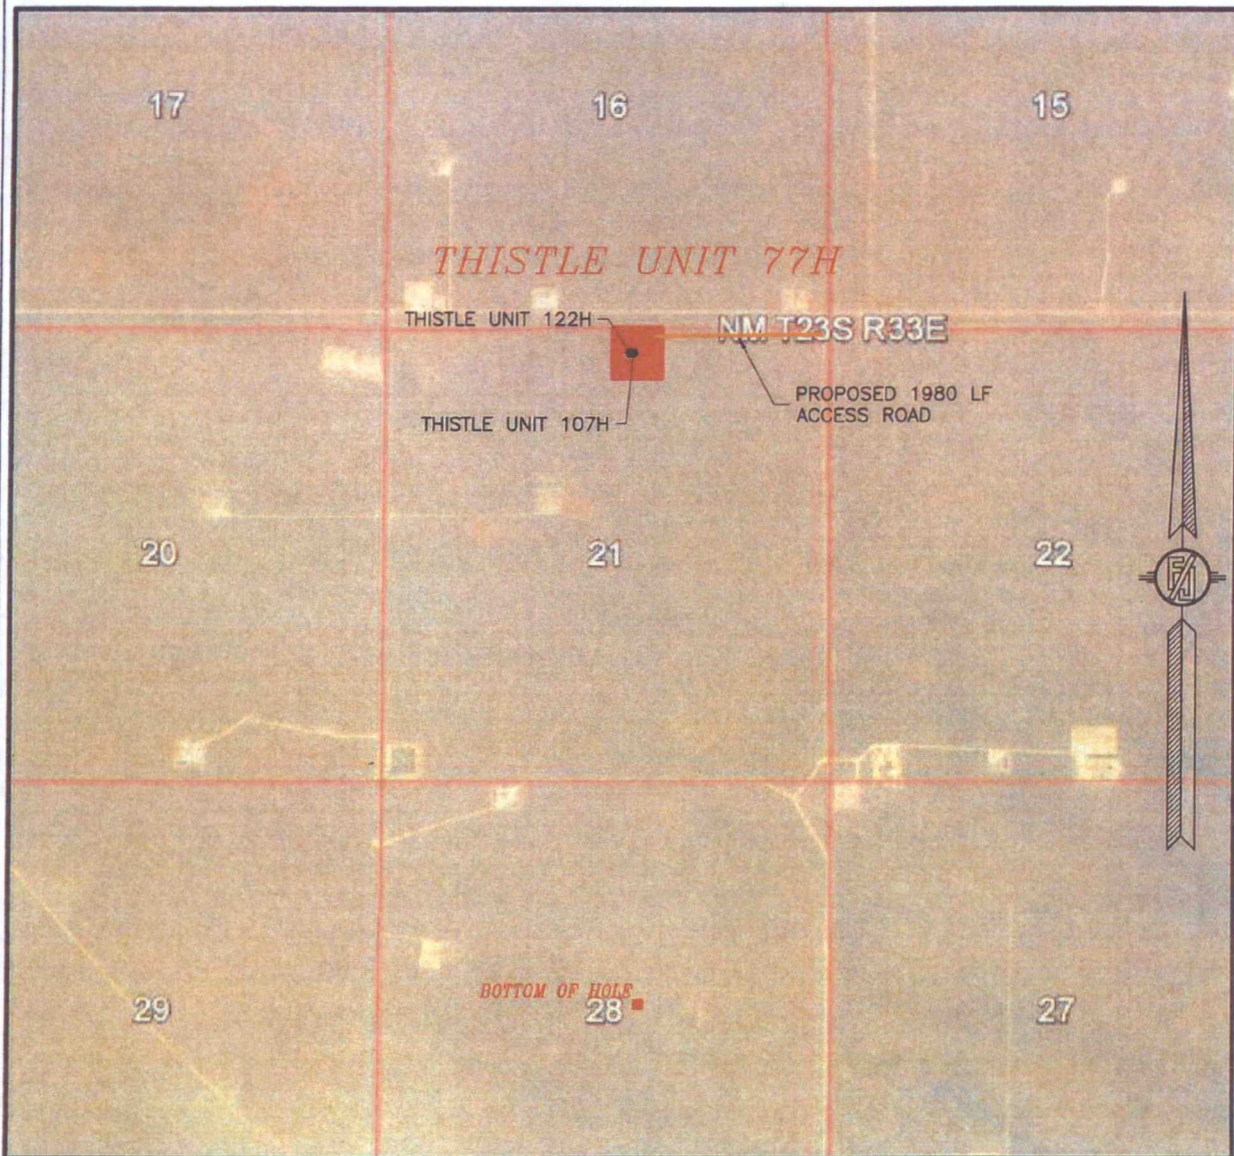 17
16
15
THISTLE UNIT 77H
THISTLE UNIT 122H
NM T23S R33E
PROPOSED 1980 LF
ACCESS ROAD
THISTLE UNIT 107H
20
21
22
BOTTOM OF HOLE
29
28
27